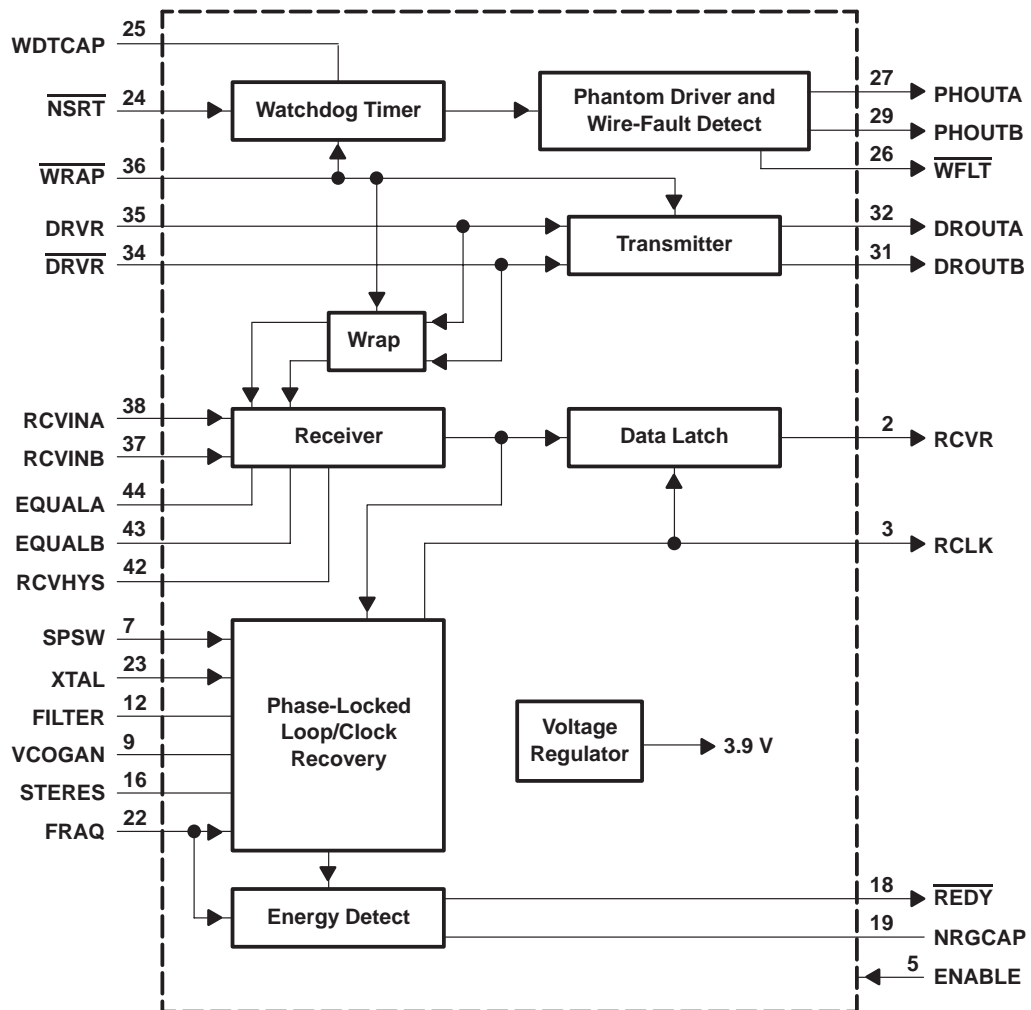 WDTCAP 25
NSRT 24
Watchdog Timer
Phantom Driver and
Wire-Fault Detect
27 PHOUTA
29 PHOUTB
26 WFLT
WRAP 36
DRVR 35
DRVR 34
Transmitter
32 DROUTA
31 DROUTB
Wrap
RCVINA 38
RCVINB 37
Receiver
Data Latch
2 RCVR
EQUALA 44
EQUALB 43
RCVHYS 42
3 RCLK
SPSW 7
XTAL 23
FILTER 12
VCOGAN 9
STERES 16
FRAQ 22
Phase-Locked
Loop/Clock
Recovery
Voltage
Regulator
3.9 V
Energy Detect
18 REDY
19 NRGCAP
5 ENABLE